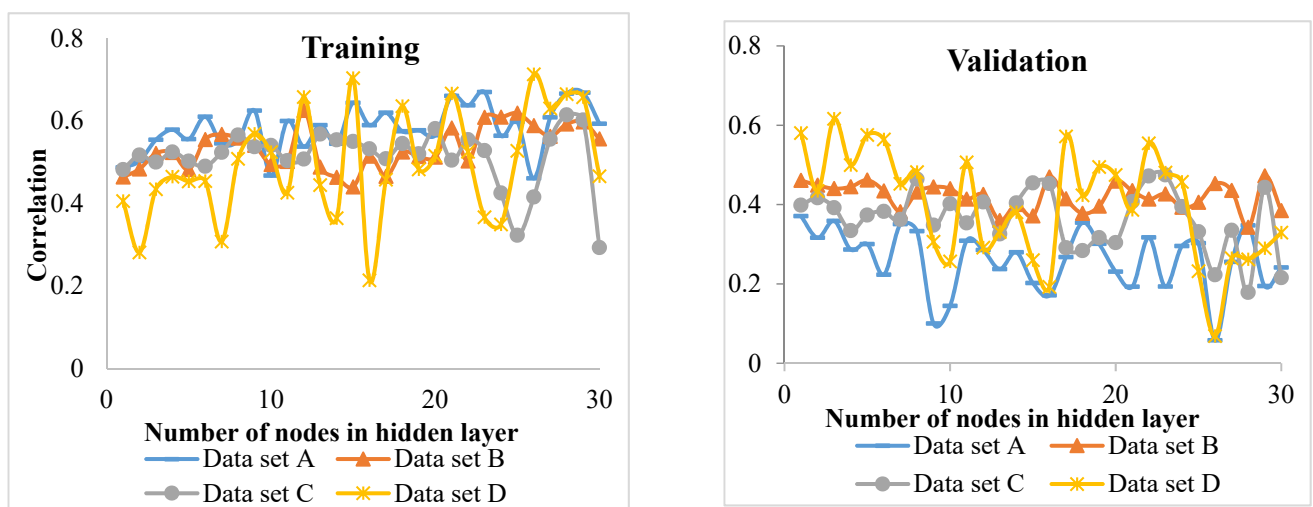 Training
Correlation
0.8
0.6
0.4
0.2
0
0 10 20 30
Number of nodes in hidden layer
Data set A Data set B
Data set C Data set D
Validation
0.8
0.6
0.4
0.2
0
0 10 20 30
Number of nodes in hidden layer
Data set A Data set B
Data set C Data set D